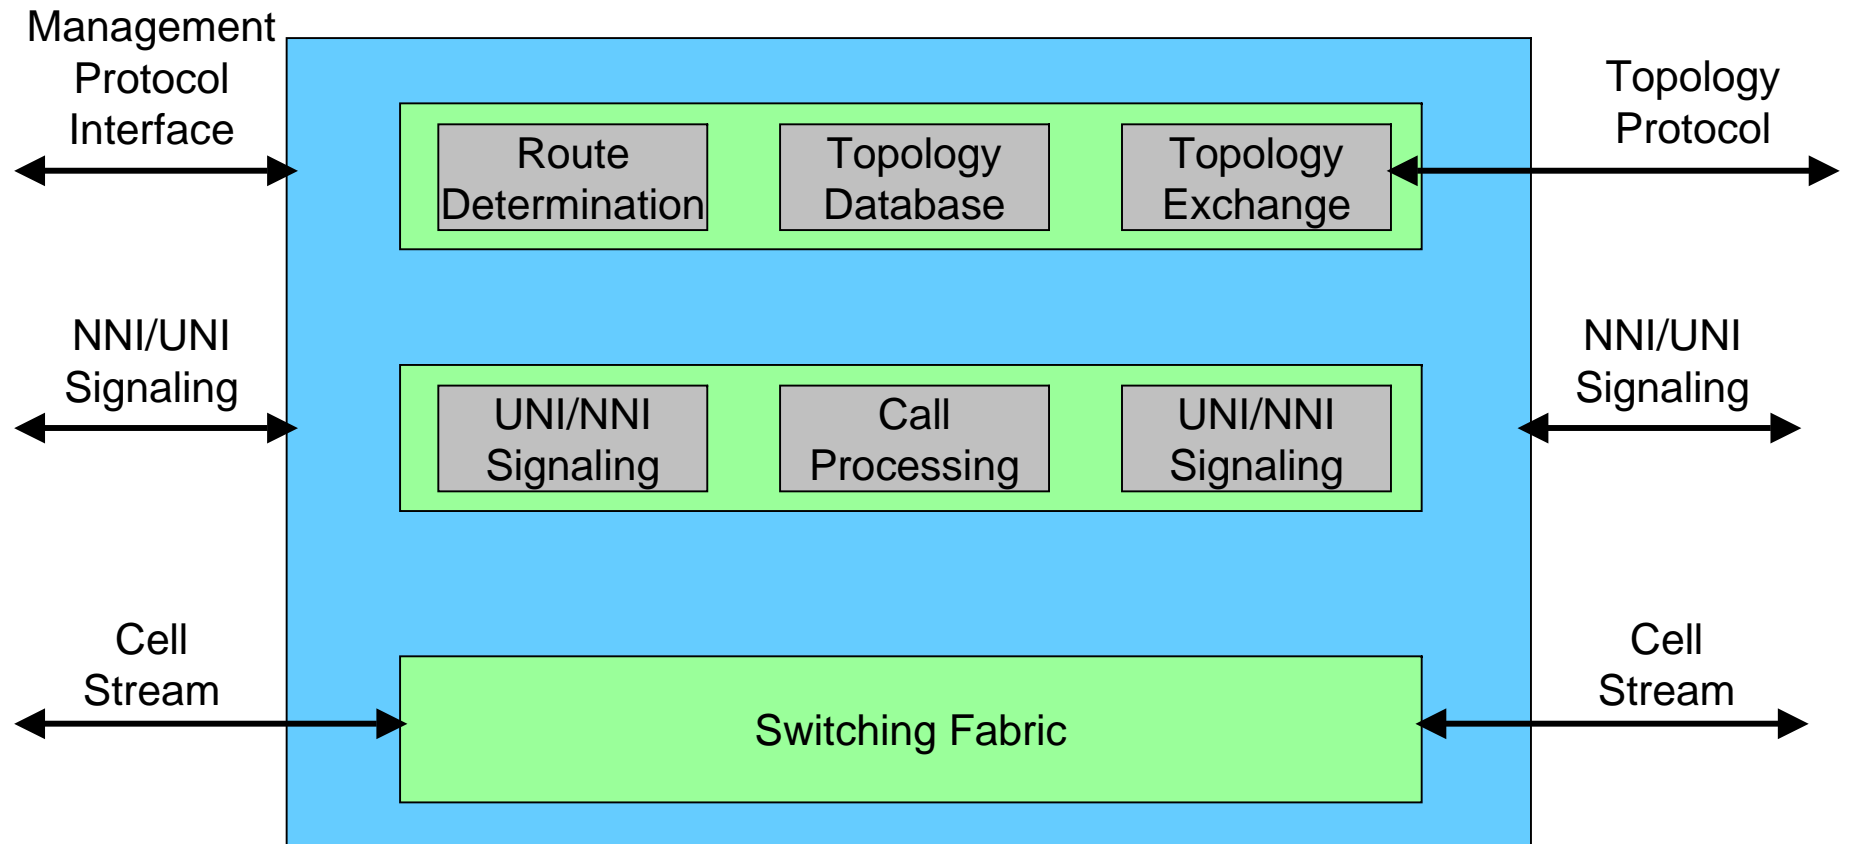 Management
Protocol
Interface
Topology
Protocol
Route
Determination
Topology
Database
Topology
Exchange
NNI/UNI
Signaling
NNI/UNI
Signaling
UNI/NNI
Signaling
Call
Processing
UNI/NNI
Signaling
Cell
Stream
Cell
Stream
Switching Fabric